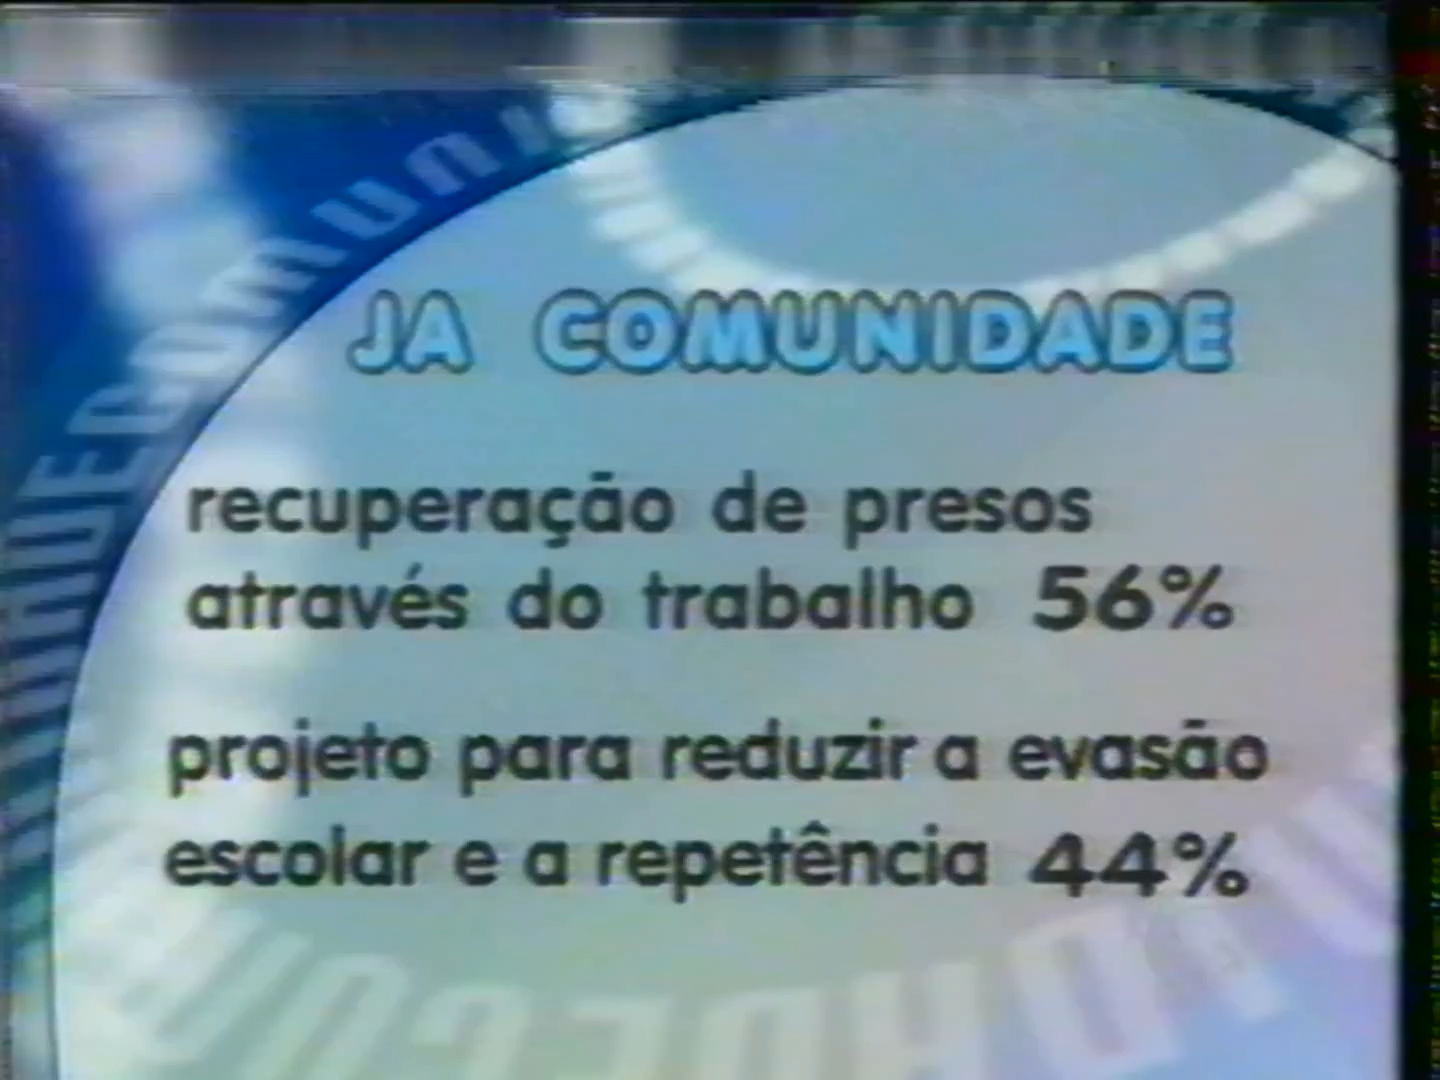 JA COMUNIDADE
recuperação de presos
através do trabalho 56%
projeto para reduzir a evasão
escolar e a repetência 44%